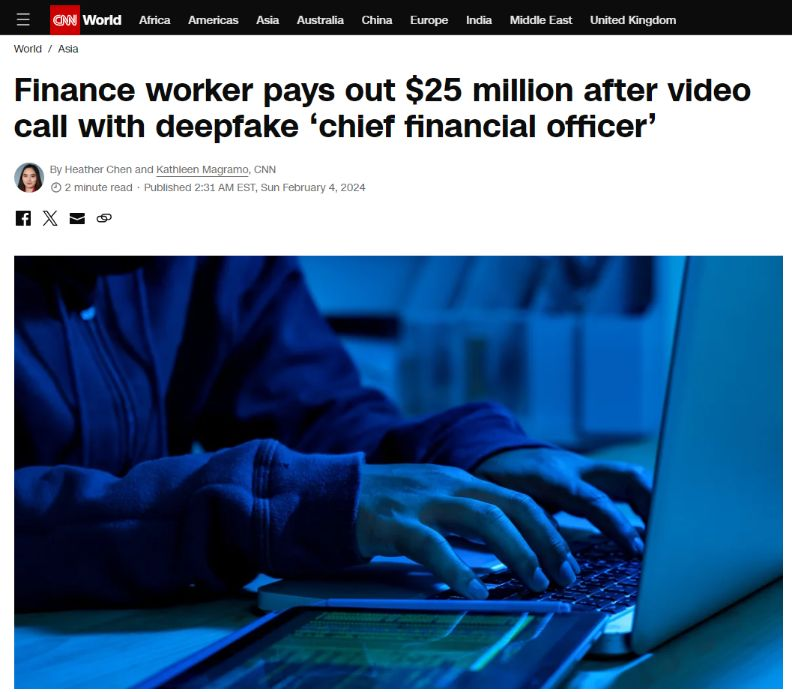 CNN World Africa Americas Asia Australia China Europe India Middle East United Kingdom
World / Asia
Finance worker pays out $25 million after video
call with deepfake ‘chief financial officer’
By Heather Chen and Kathleen Magramo, CNN
2 minute read · Published 2:31 AM EST, Sun February 4, 2024